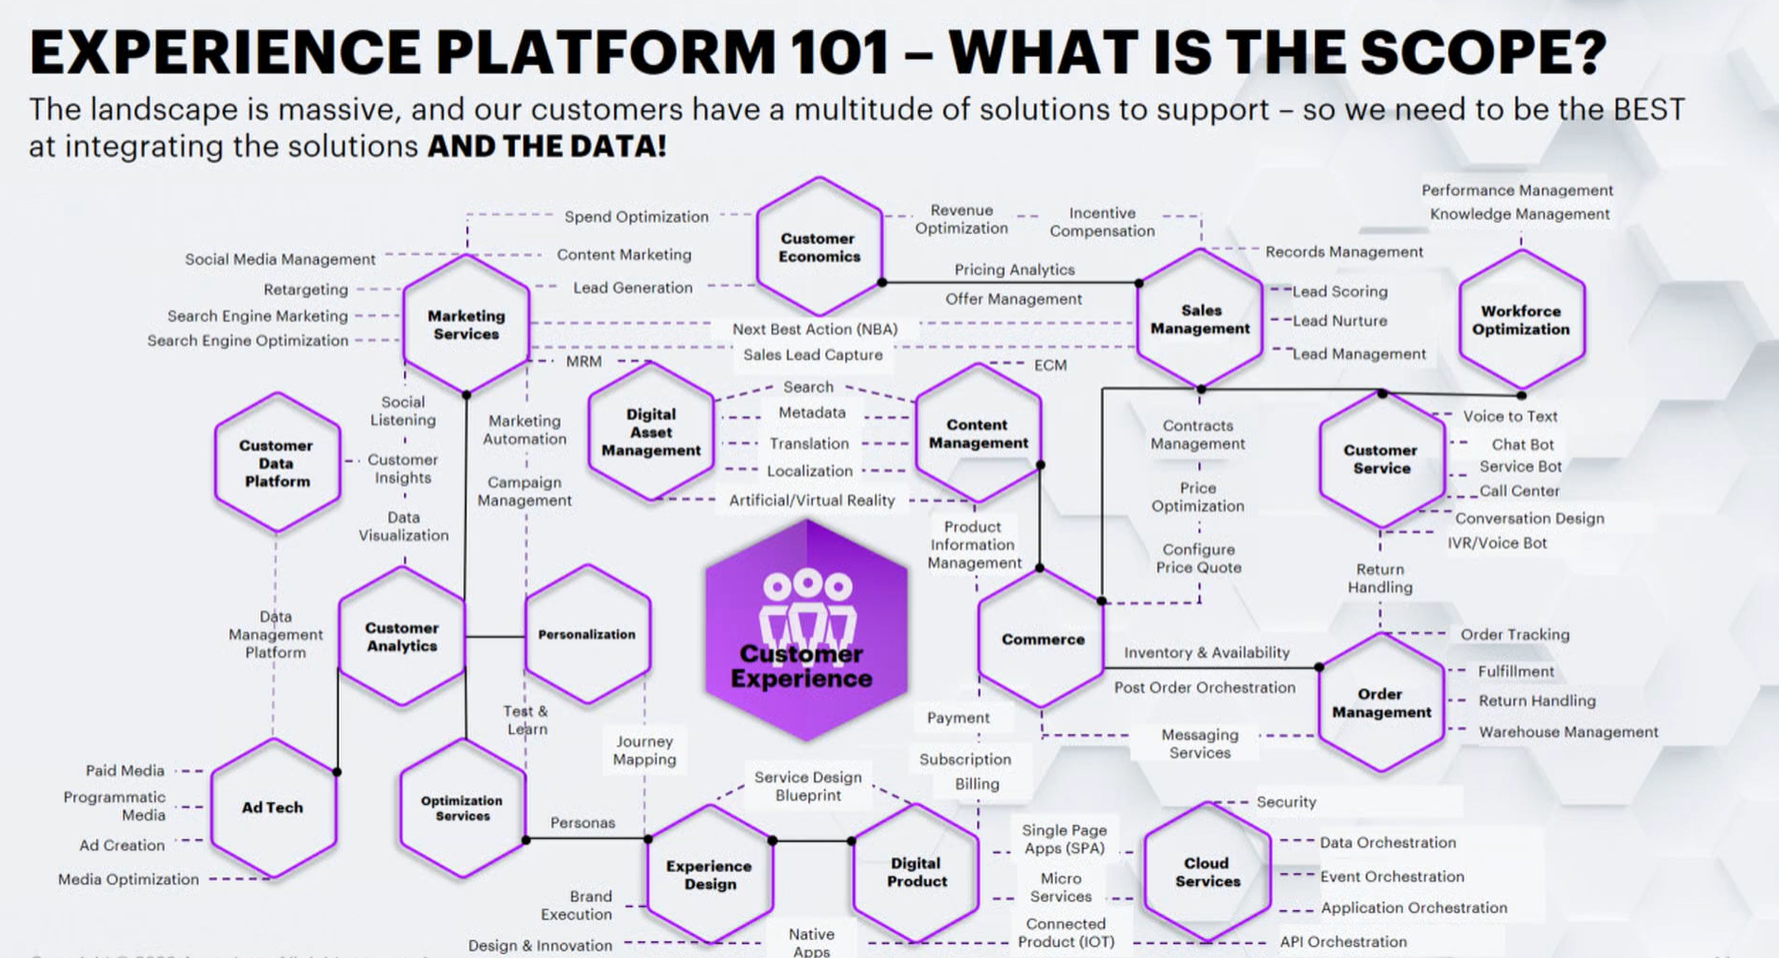 EXPERIENCE PLATFORM 101 – WHAT IS THE SCOPE?
The landscape is massive, and our customers have a multitude of solutions to support – so we need to be the BEST
at integrating the solutions AND THE DATA!
Performance Management
Knowledge Management
Spend Optimization
Revenue
Optimization
Incentive
Compensation
Customer
Economics
Records Management
Social Media Management
Content Marketing
Retargeting
Lead Generation
Pricing Analytics
Offer Management
Lead Scoring
Search Engine Marketing
Marketing
Services
Sales
Management
Lead Nurture
Workforce
Optimization
Search Engine Optimization
Next Best Action (NBA)
Sales Lead Capture
Lead Management
MRM
ECM
Social
Listening
Marketing
Automation
Digital
Asset
Management
Search
Metadata
Translation
Localization
Artificial/Virtual Reality
Content
Management
Contracts
Management
Customer
Service
Voice to Text
Chat Bot
Service Bot
Call Center
Conversation Design
IVR/Voice Bot
Customer
Data
Platform
Customer
Insights
Campaign
Management
Data
Visualization
Product
Information
Management
Price
Optimization
Configure
Price Quote
Return
Handling
Data
Management
Platform
Customer
Analytics
Personalization
Customer
Experience
Commerce
Inventory & Availability
Post Order Orchestration
Order
Management
Order Tracking
Fulfillment
Return Handling
Warehouse Management
Test &
Learn
Journey
Mapping
Payment
Subscription
Billing
Messaging
Services
Paid Media
Programmatic
Media
Ad Creation
Media Optimization
Ad Tech
Optimization
Services
Personas
Service Design
Blueprint
Experience
Design
Digital
Product
Single Page
Apps (SPA)
Micro
Services
Connected
Product (IOT)
Cloud
Services
Security
Data Orchestration
Event Orchestration
Application Orchestration
API Orchestration
Brand
Execution
Design & Innovation
Native
Apps